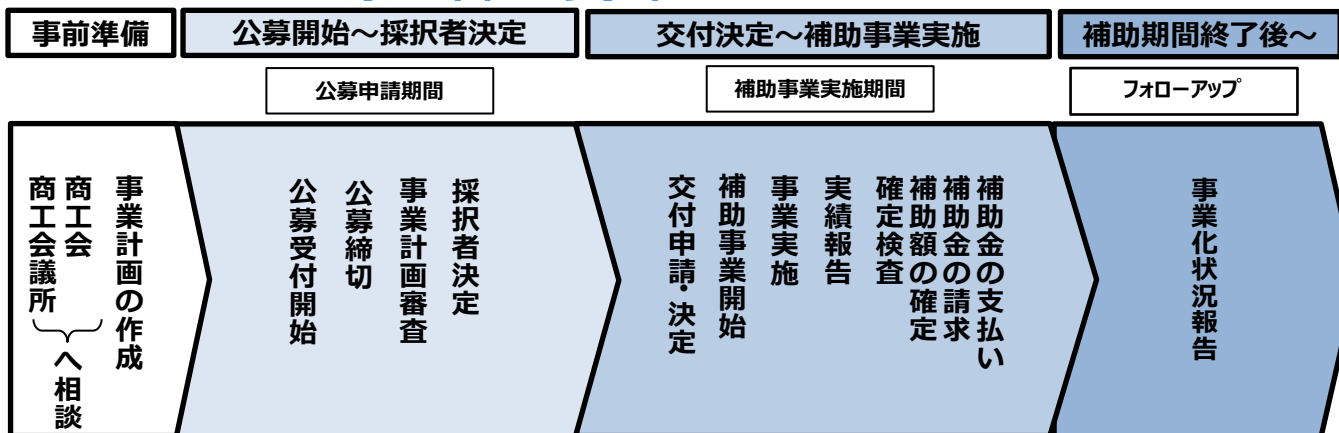 事前準備
公募開始～採択者決定
交付決定～補助事業実施
補助期間終了後～
公募申請期間
補助事業実施期間
フォローアップ
商工会議所
商工会
へ相談
事業計画の作成
公募受付開始
公募締切
事業計画審査
採択者決定
交付申請・決定
補助事業開始
事業実施
実績報告
確定検査
補助額の確定
補助金の請求
補助金の支払い
事業化状況報告